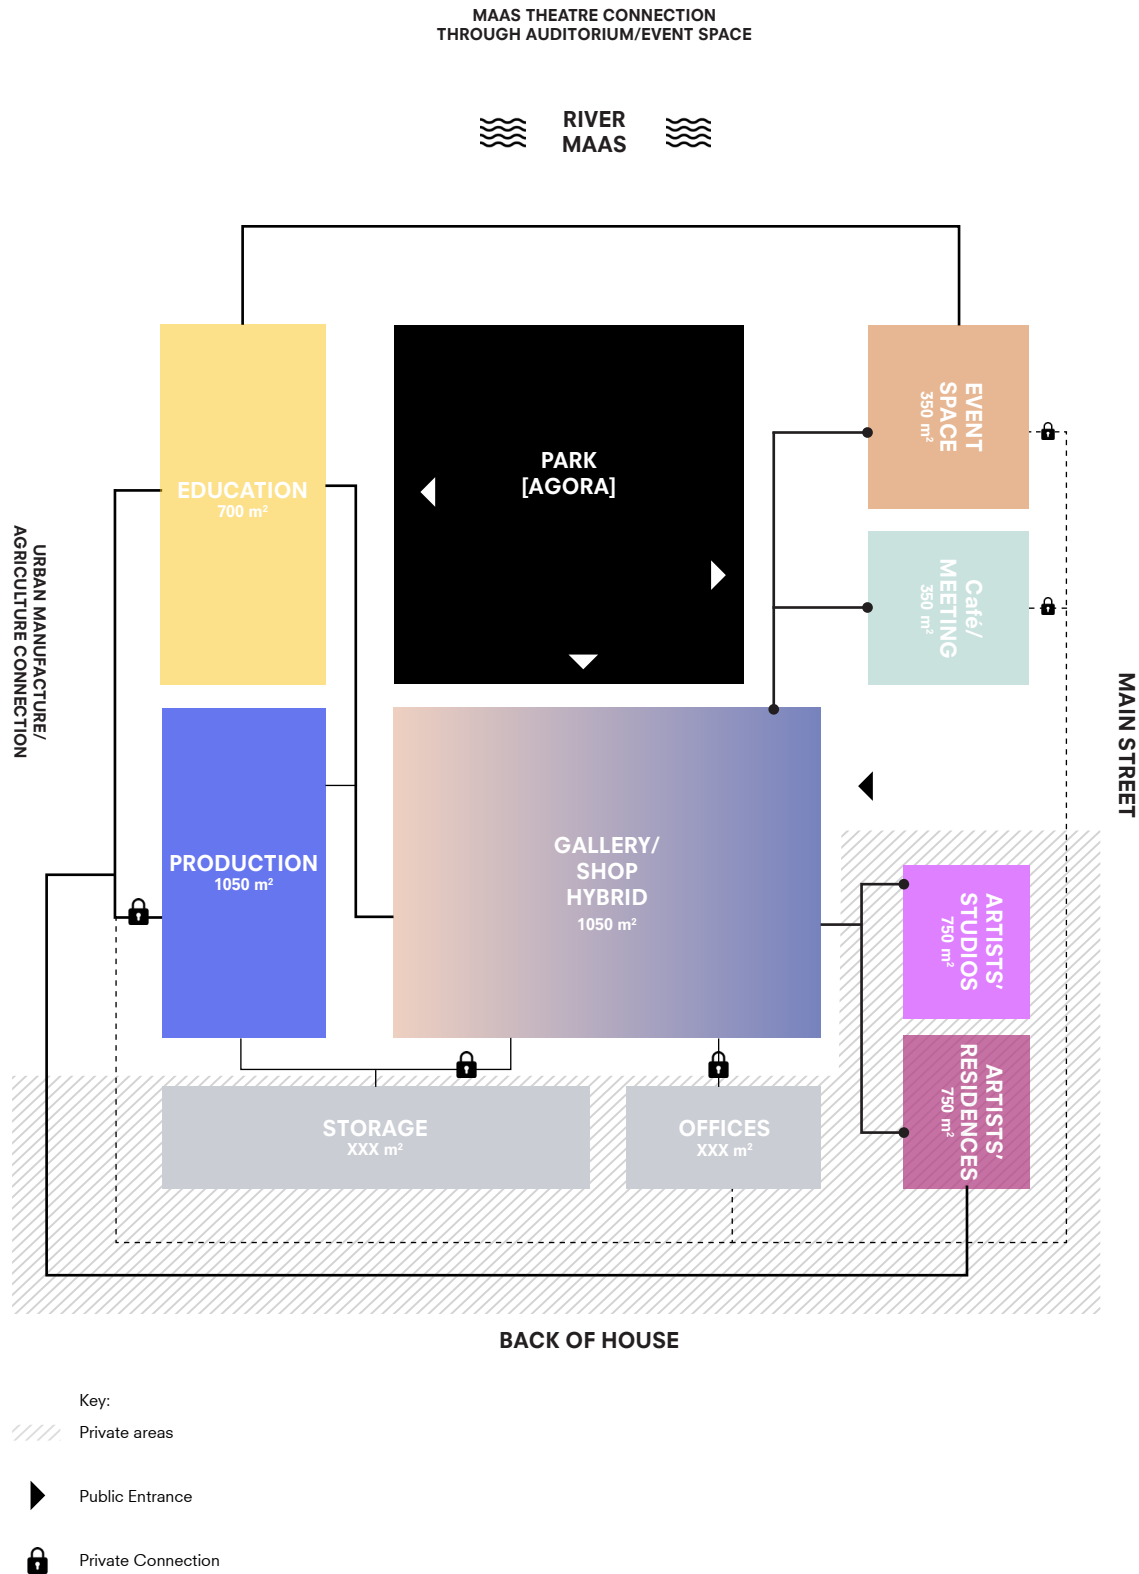 MAAS THEATRE CONNECTION
THROUGH AUDITORIUM/EVENT SPACE
RIVER
MAAS
EDUCATION
700 m²
PARK
[AGORA]
EVENT
SPACE
350 m²
Café/
MEETING
350 m²
URBAN MANUFACTURE/
AGRICULTURE CONNECTION
MAIN STREET
PRODUCTION
1050 m²
GALLERY/
SHOP
HYBRID
1050 m²
ARTISTS’
STUDIOS
750 m²
ARTISTS’
RESIDENCES
750 m²
STORAGE
XXX m²
OFFICES
XXX m²
BACK OF HOUSE
Key:
Private areas
Public Entrance
Private Connection